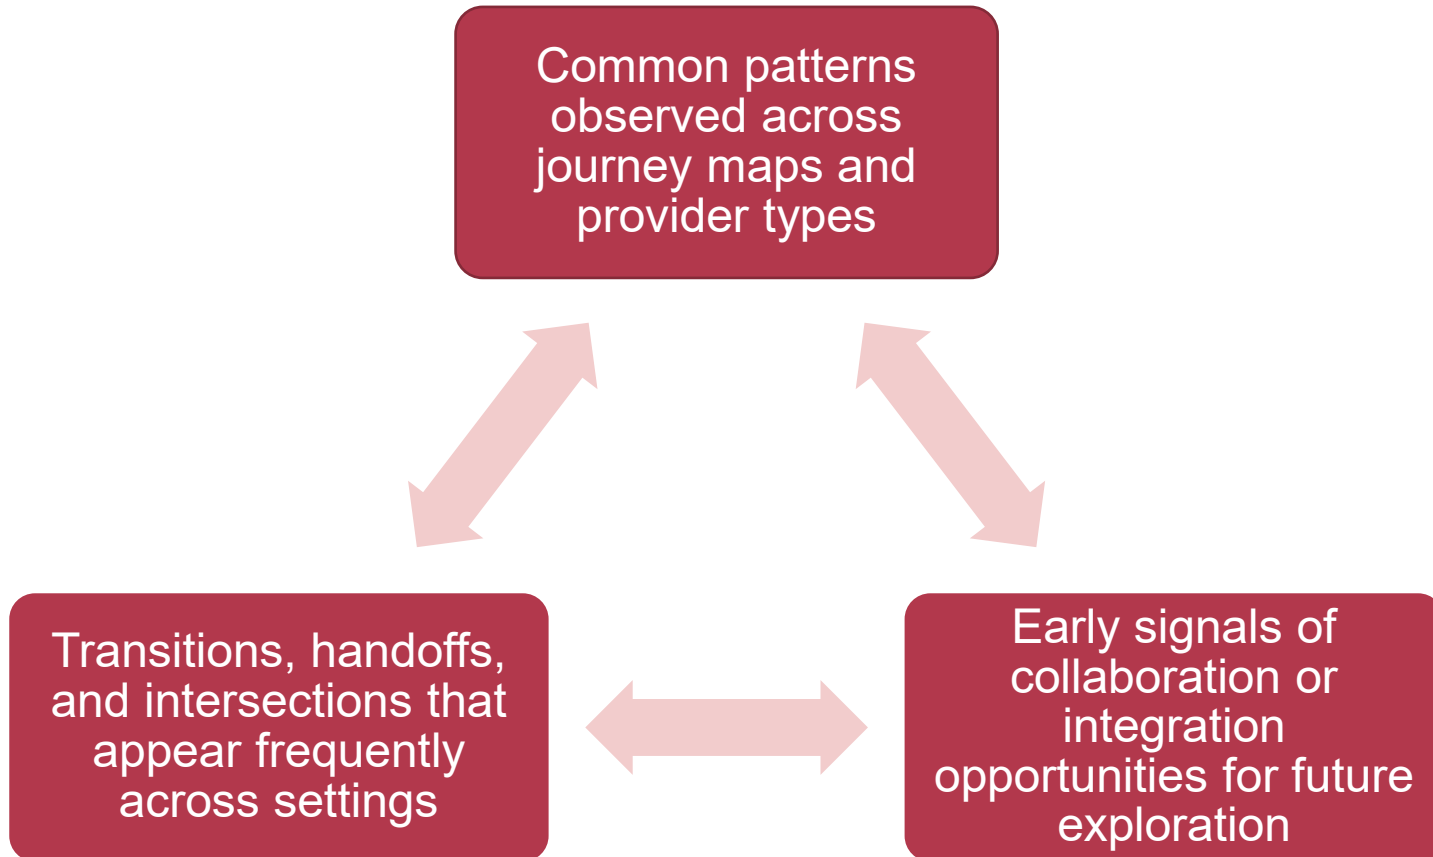 Common patterns
observed across
journey maps and
provider types
Transitions, handoffs,
and intersections that
appear frequently
across settings
Early signals of
collaboration or
integration
opportunities for future
exploration